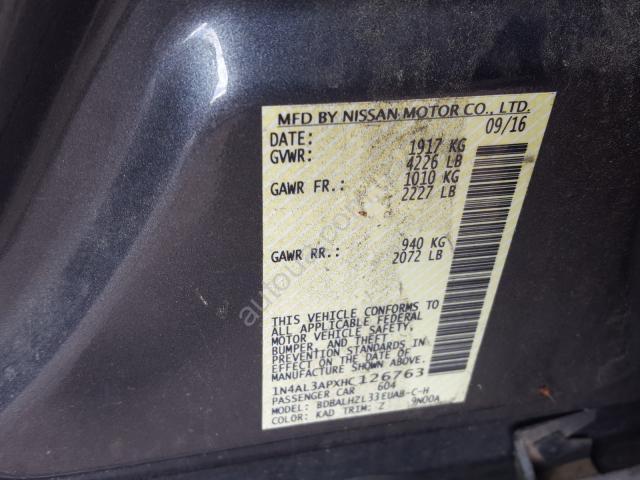 MFD BY NISSAN MOTOR CO., LTD.
DATE: 09/16
GVWR: 1917 KG
4226 LB
GAWR FR.: 1010 KG
2227 LB
GAWR RR.: 940 KG
2072 LB
THIS VEHICLE CONFORMS TO
ALL APPLICABLE FEDERAL
MOTOR VEHICLE SAFETY,
BUMPER, AND THEFT
PREVENTION STANDARDS IN
EFFECT ON THE DATE OF
MANUFACTURE SHOWN ABOVE.
1N4AL3APXHC126763
PASSENGER CAR 604
MODEL: BDBALHZL33EUAB-C-H
COLOR: KAD TRIM: Z 9N00A